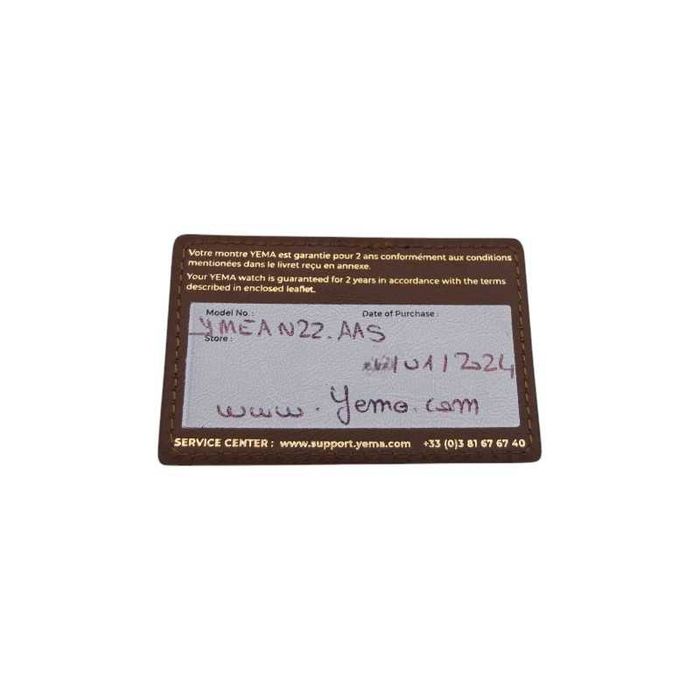 Votre montre YEMA est garantie pour 2 ans conformément aux conditions
mentionées dans le livret reçu en annexe.
Your YEMA watch is guaranteed for 2 years in accordance with the terms
described in enclosed leaflet.
Model No. : Date of Purchase :
YMEAN22.AAS
Store :
/01/2024
www.Yema.com
SERVICE CENTER : www.support.yema.com +33 (0)3 81 67 67 40